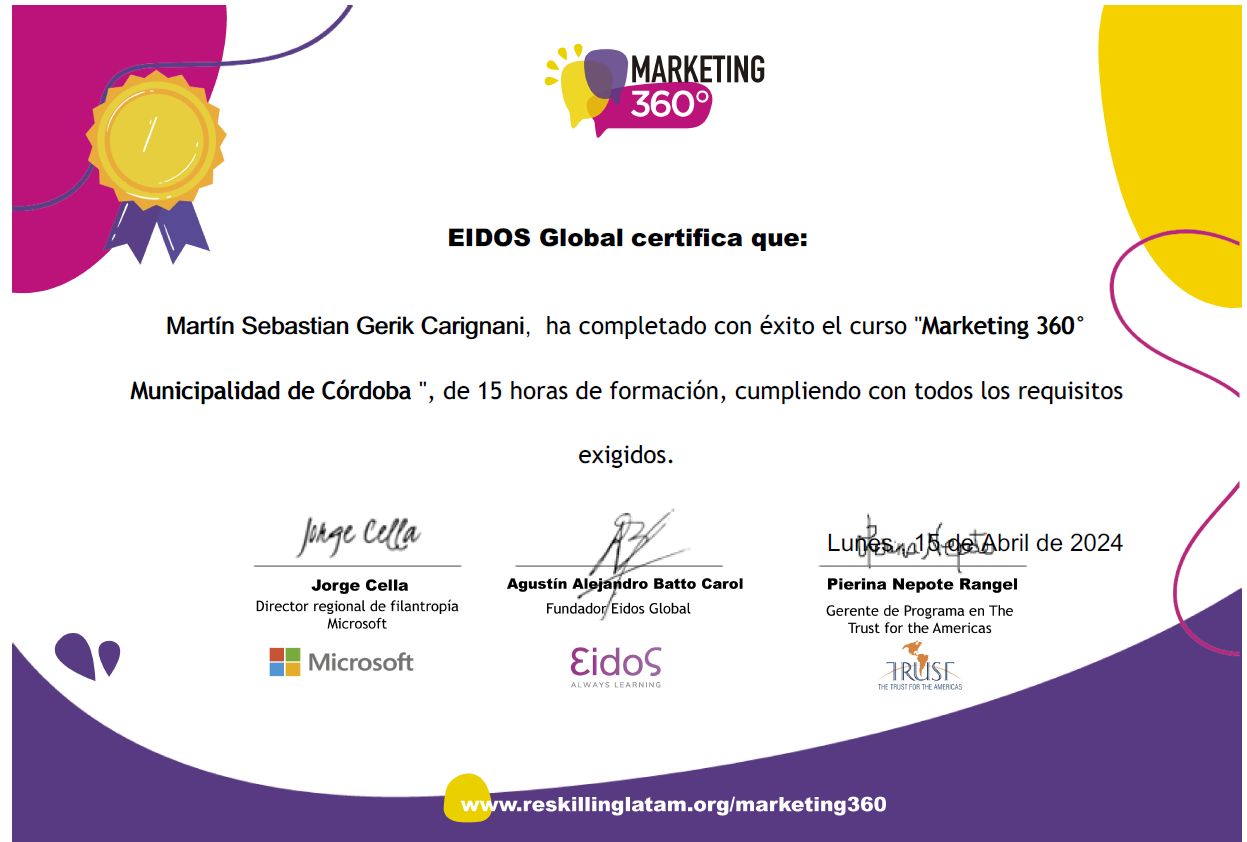 MARKETING
360°
EIDOS Global certifica que:
Martín Sebastian Gerik Carignani, ha completado con éxito el curso "Marketing 360°
Municipalidad de Córdoba ", de 15 horas de formación, cumpliendo con todos los requisitos
exigidos.
Jorge Cella
Lunes, 15 de Abril de 2024
Jorge Cella
Director regional de filantropía
Microsoft
Microsoft
Agustín Alejandro Batto Carol
Fundador Eidos Global
Eidos
ALWAYS LEARNING
Pierina Nepote Rangel
Gerente de Programa en The
Trust for the Americas
TRUST
THE TRUST FOR THE AMERICAS
www.reskillinglatam.org/marketing360